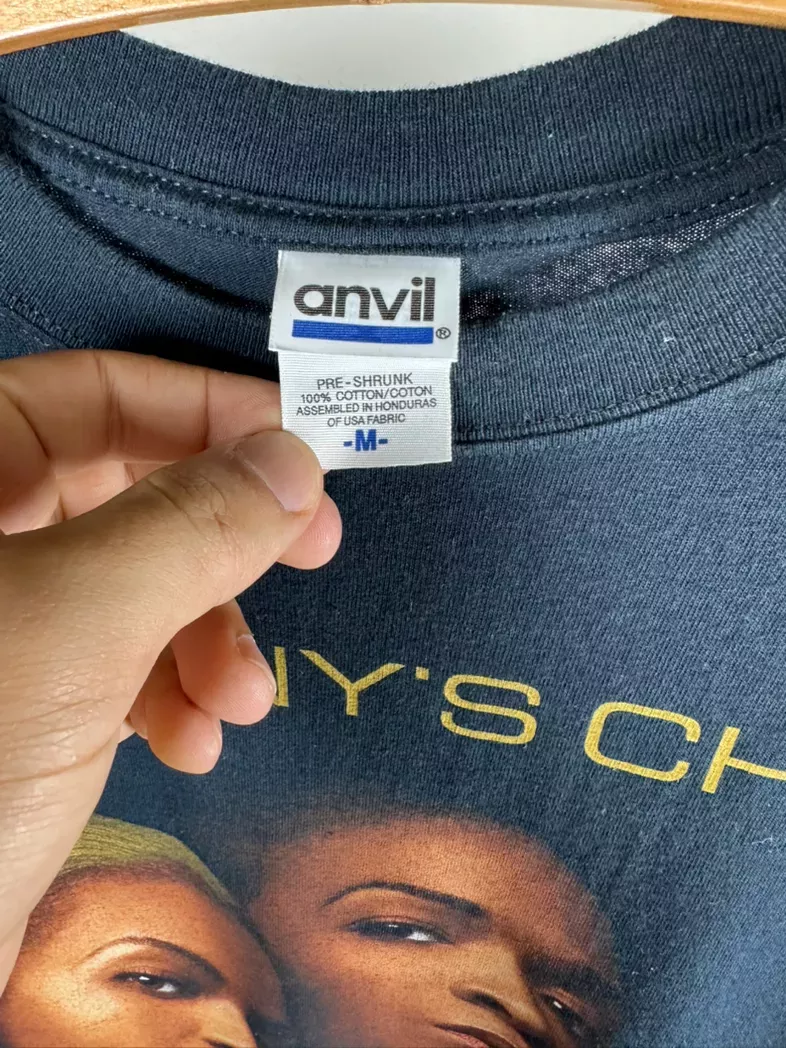 anvil®
PRE-SHRUNK
100% COTTON/COTON
ASSEMBLED IN HONDURAS
OF USA FABRIC
-M-
NY'S CH